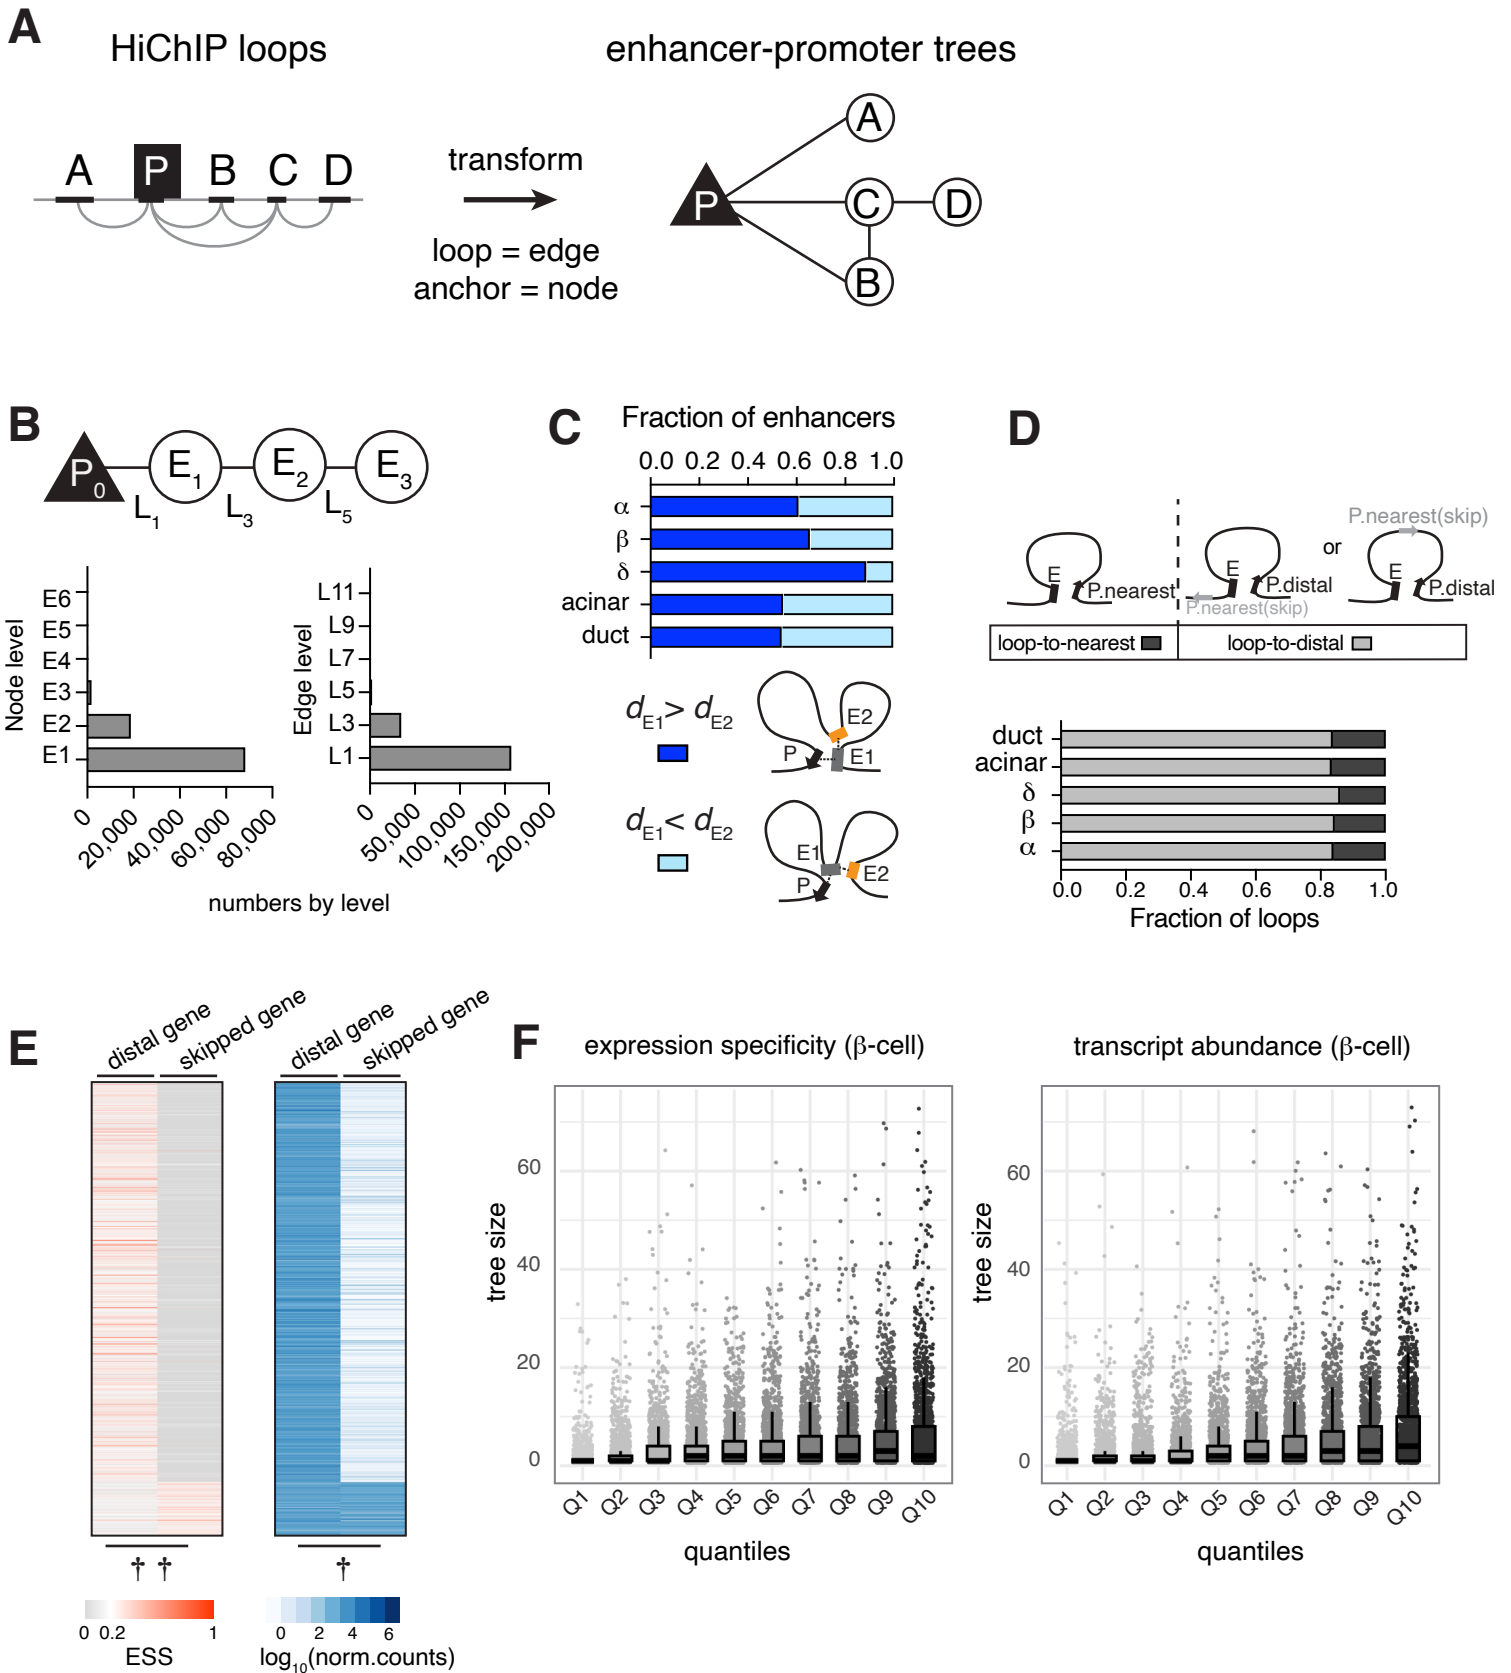 A
HiChIP loops
enhancer-promoter trees
A P B C D
transform
loop = edge
anchor = node
P A C D B
B
P0 E1 E2 E3
L1 L3 L5
Node level
E6
E5
E4
E3
E2
E1
0 20,000 40,000 60,000 80,000
Edge level
L11
L9
L7
L5
L3
L1
0 50,000 100,000 150,000 200,000
numbers by level
C
Fraction of enhancers
0.0 0.2 0.4 0.6 0.8 1.0
α
β
δ
acinar
duct
dE1> dE2
P E1 E2
dE1< dE2
P E1 E2
D
E P.nearest
E P.distal
P.nearest(skip)
or
P.nearest(skip)
E P.distal
loop-to-nearest
loop-to-distal
duct
acinar
δ
β
α
0.0 0.2 0.4 0.6 0.8 1.0
Fraction of loops
E
distal gene skipped gene
distal gene skipped gene
† †
†
0 0.2 1
ESS
0 2 4 6
log10(norm.counts)
F
expression specificity (β-cell)
tree size
60
40
20
0
Q1 Q2 Q3 Q4 Q5 Q6 Q7 Q8 Q9 Q10
quantiles
transcript abundance (β-cell)
tree size
60
40
20
0
Q1 Q2 Q3 Q4 Q5 Q6 Q7 Q8 Q9 Q10
quantiles